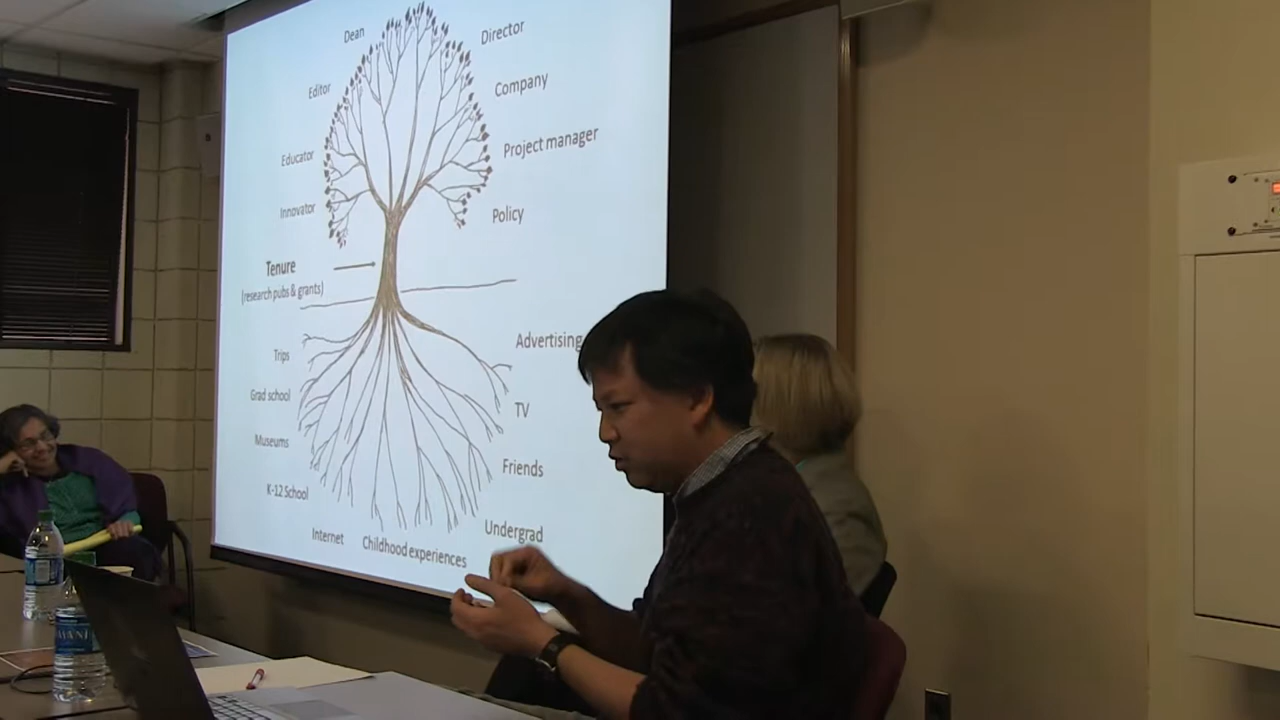 Dean
Director
Editor
Company
Educator
Project manager
Innovator
Policy
Tenure
(research pubs & grants)
Trips
Advertising
Grad school
TV
Museums
Friends
K-12 School
Undergrad
Internet
Childhood experiences
DASANI